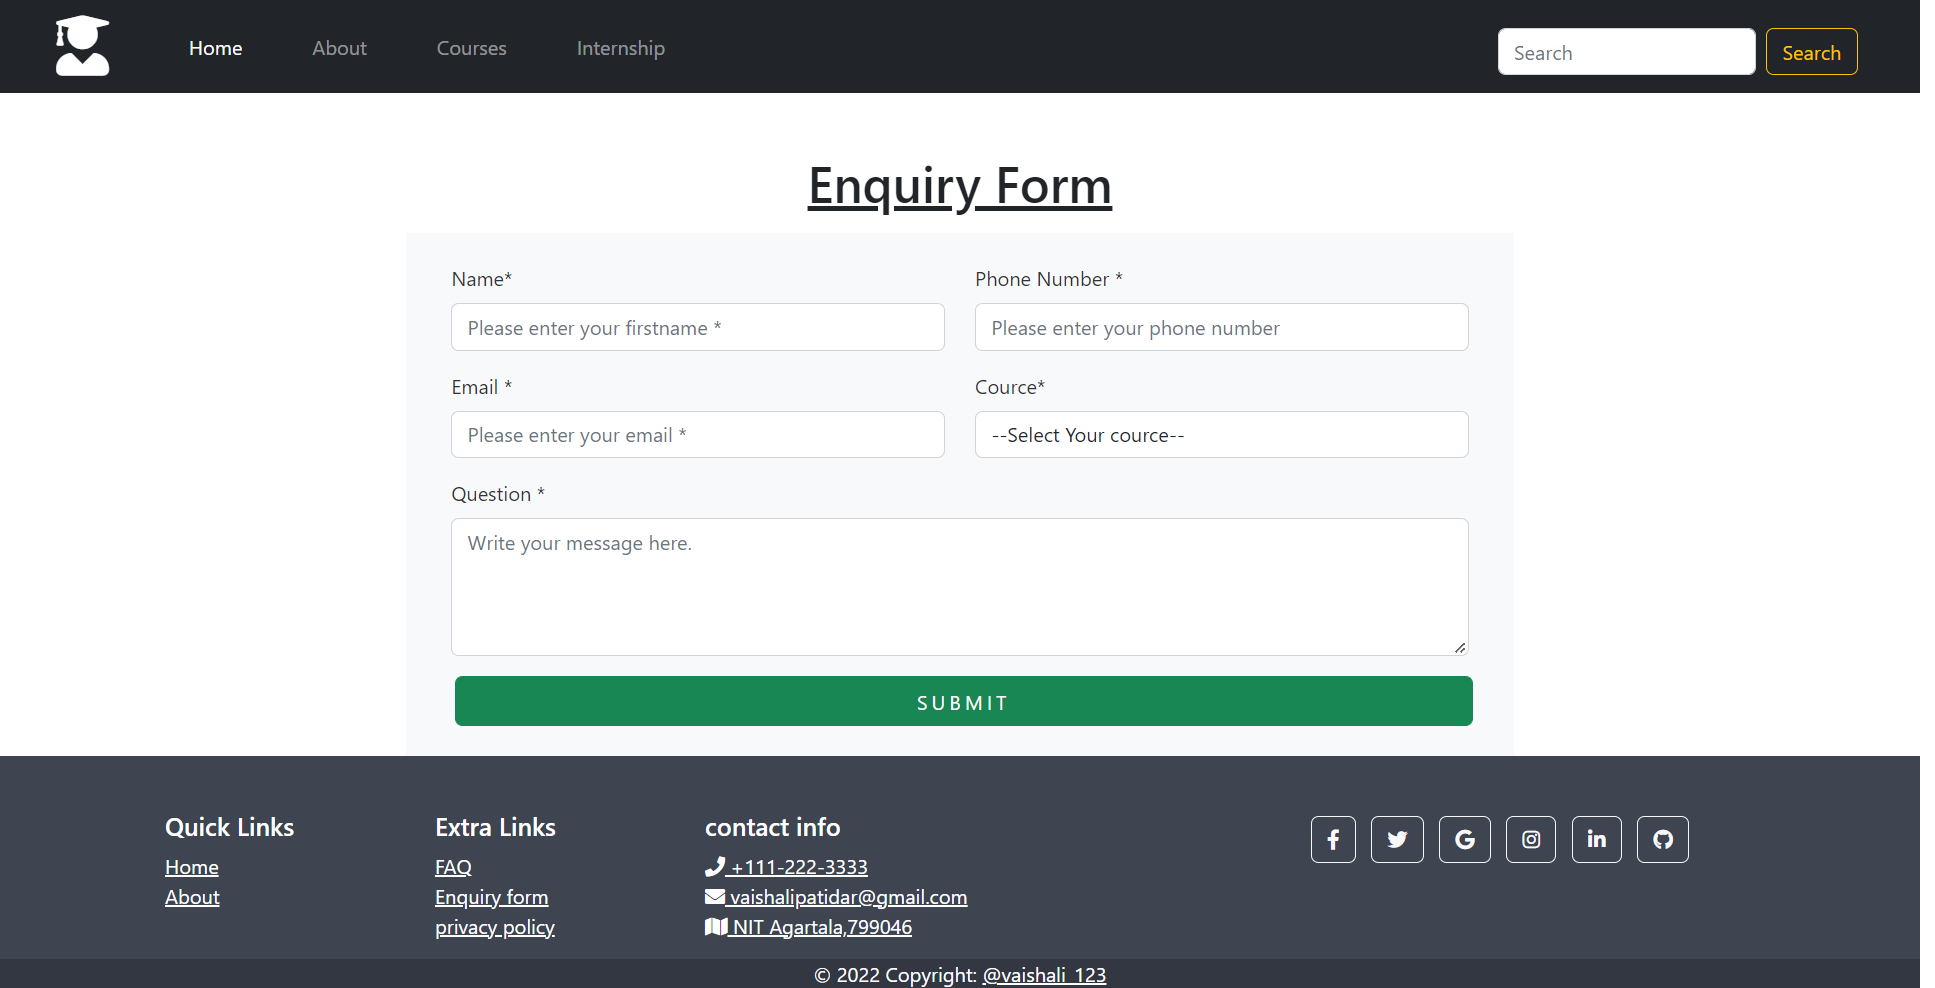 Home About Courses Internship Search Search
Enquiry Form
Name* Phone Number *
Please enter your firstname * Please enter your phone number
Email * Cource*
Please enter your email * --Select Your cource--
Question *
Write your message here.
SUBMIT
Quick Links Extra Links contact info
Home FAQ +111-222-3333
About Enquiry form vaishalipatidar@gmail.com
privacy policy NIT Agartala,799046
© 2022 Copyright: @vaishali_123